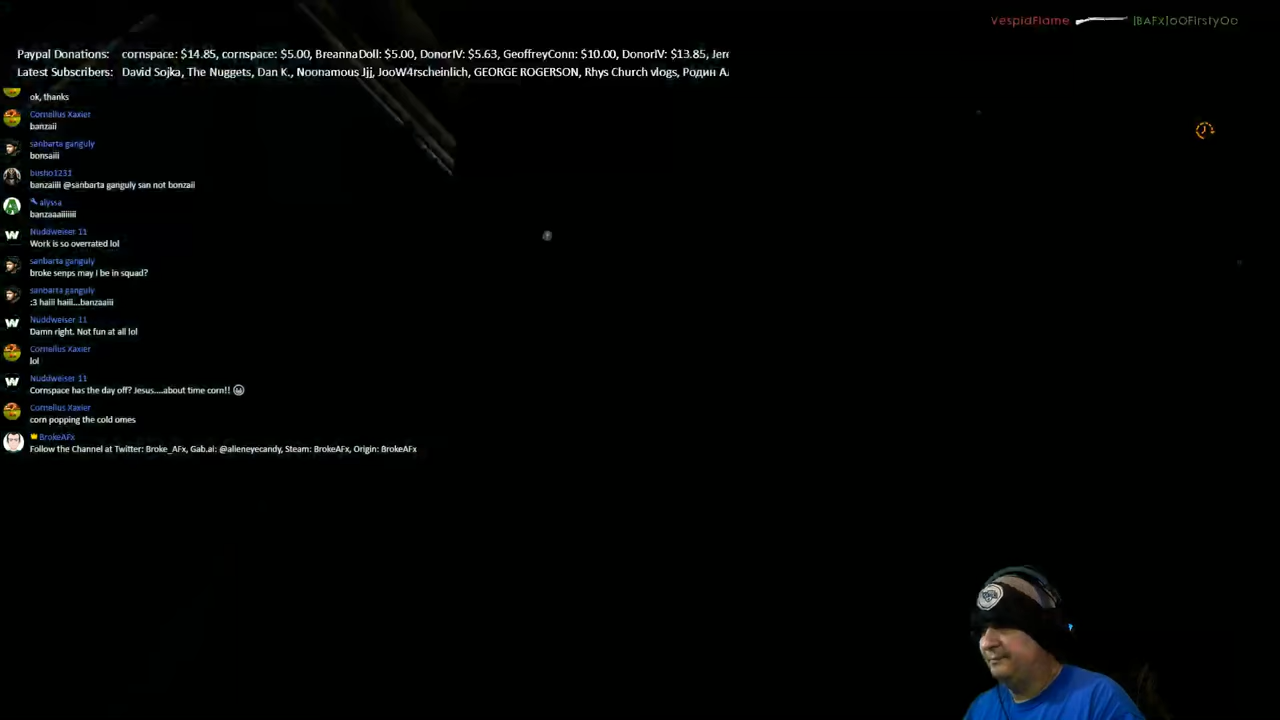 VespidFlame [BAFx]oOFirstyOo
Paypal Donations: cornspace: $14.85, cornspace: $5.00, BreannaDoll: $5.00, DonorIV: $5.63, GeoffreyConn: $10.00, DonorIV: $13.85, Jere
Latest Subscribers: David Sojka, The Nuggets, Dan K., Noonamous Jjj, JooW4rscheinlich, GEORGE ROGERSON, Rhys Church vlogs, Родин Ал
ok, thanks
Cornelius Xaxier
banzaii
sanbarta ganguly
bonsaiii
busho1231
banzaiiii @sanbarta ganguly san not bonzaii
alyssa
banzaaaiiiiiii
Nuddweiser 11
Work is so overrated lol
sanbarta ganguly
broke senps may i be in squad?
sanbarta ganguly
:3 haiii haiii...banzaaiii
Nuddweiser 11
Damn right. Not fun at all lol
Cornelius Xaxier
lol
Nuddweiser 11
Cornspace has the day off? Jesus....about time corn!!
Cornelius Xaxier
corn popping the cold omes
BrokeAFx
Follow the Channel at Twitter: Broke_AFx, Gab.ai: @alieneyecandy, Steam: BrokeAFx, Origin: BrokeAFx